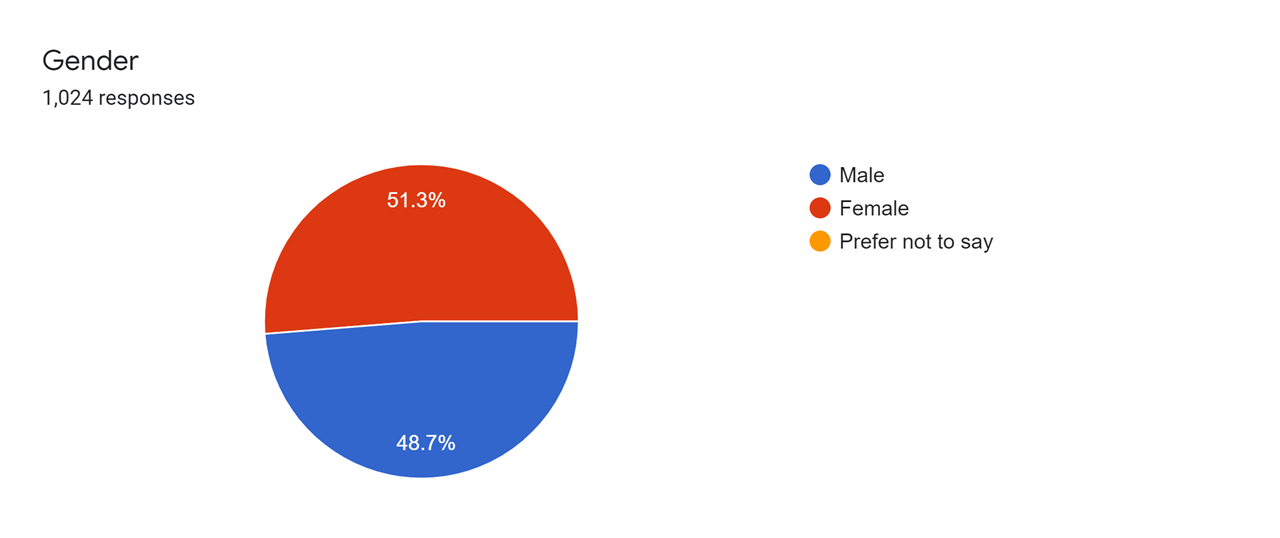 Gender
1,024 responses
51.3%
48.7%
Male
Female
Prefer not to say